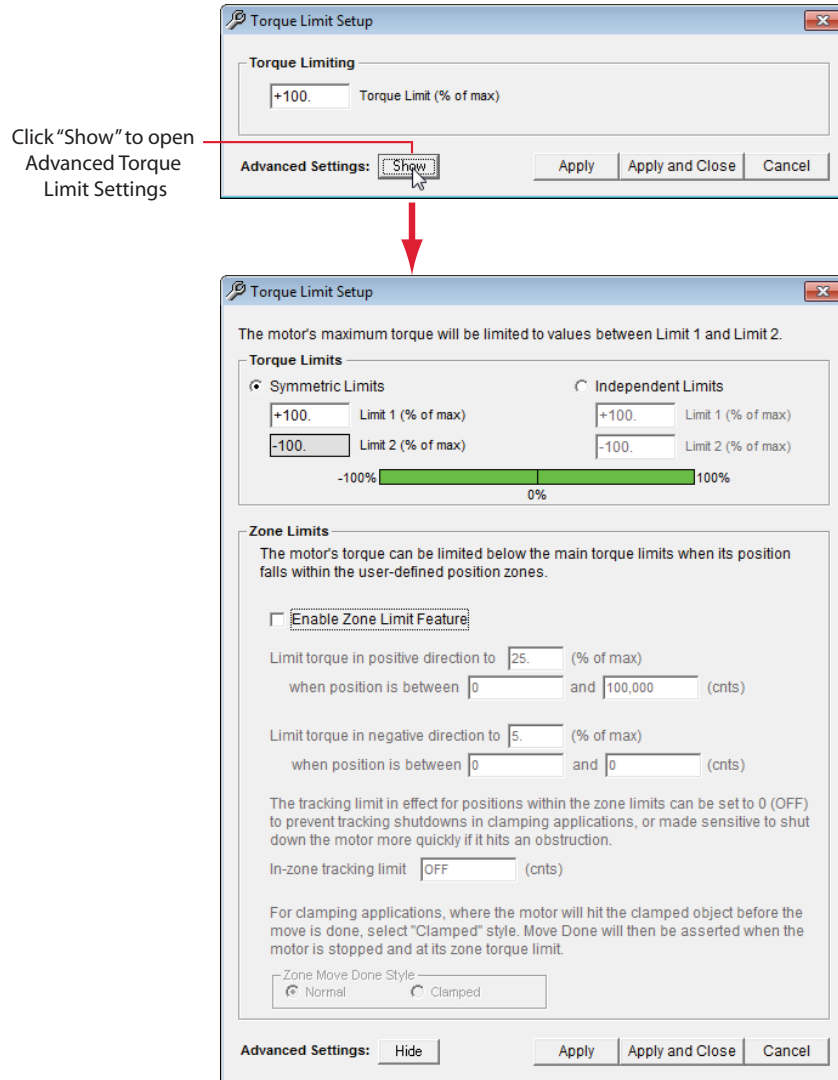 Torque Limit Setup
Torque Limiting
+100. Torque Limit (% of max)
Click “Show” to open
Advanced Torque
Limit Settings
Advanced Settings: Show Apply Apply and Close Cancel
Torque Limit Setup
The motor's maximum torque will be limited to values between Limit 1 and Limit 2.
Torque Limits
Symmetric Limits Independent Limits
+100. Limit 1 (% of max) +100. Limit 1 (% of max)
-100. Limit 2 (% of max) -100. Limit 2 (% of max)
-100% 100%
0%
Zone Limits
The motor's torque can be limited below the main torque limits when its position
falls within the user-defined position zones.
Enable Zone Limit Feature
Limit torque in positive direction to 25. (% of max)
when position is between 0 and 100,000 (cnts)
Limit torque in negative direction to 5. (% of max)
when position is between 0 and 0 (cnts)
The tracking limit in effect for positions within the zone limits can be set to 0 (OFF)
to prevent tracking shutdowns in clamping applications, or made sensitive to shut
down the motor more quickly if it hits an obstruction.
In-zone tracking limit OFF (cnts)
For clamping applications, where the motor will hit the clamped object before the
move is done, select "Clamped" style. Move Done will then be asserted when the
motor is stopped and at its zone torque limit.
Zone Move Done Style
Normal Clamped
Advanced Settings: Hide Apply Apply and Close Cancel